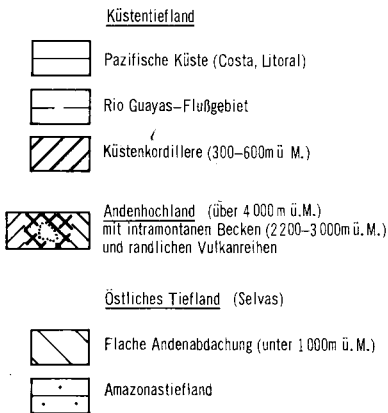 Küstentiefland
Pazifische Küste (Costa, Litoral)
Rio Guayas-Flußgebiet
Küstenkordillere (300-600m ü M.)
Andenhochland (über 4000 m ü.M.)
mit intramontanen Becken (2200-3000m ü.M.)
und randlichen Vulkanreihen
Östliches Tiefland (Selvas)
Flache Andenabdachung (unter 1000m ü.M.)
Amazonastiefland